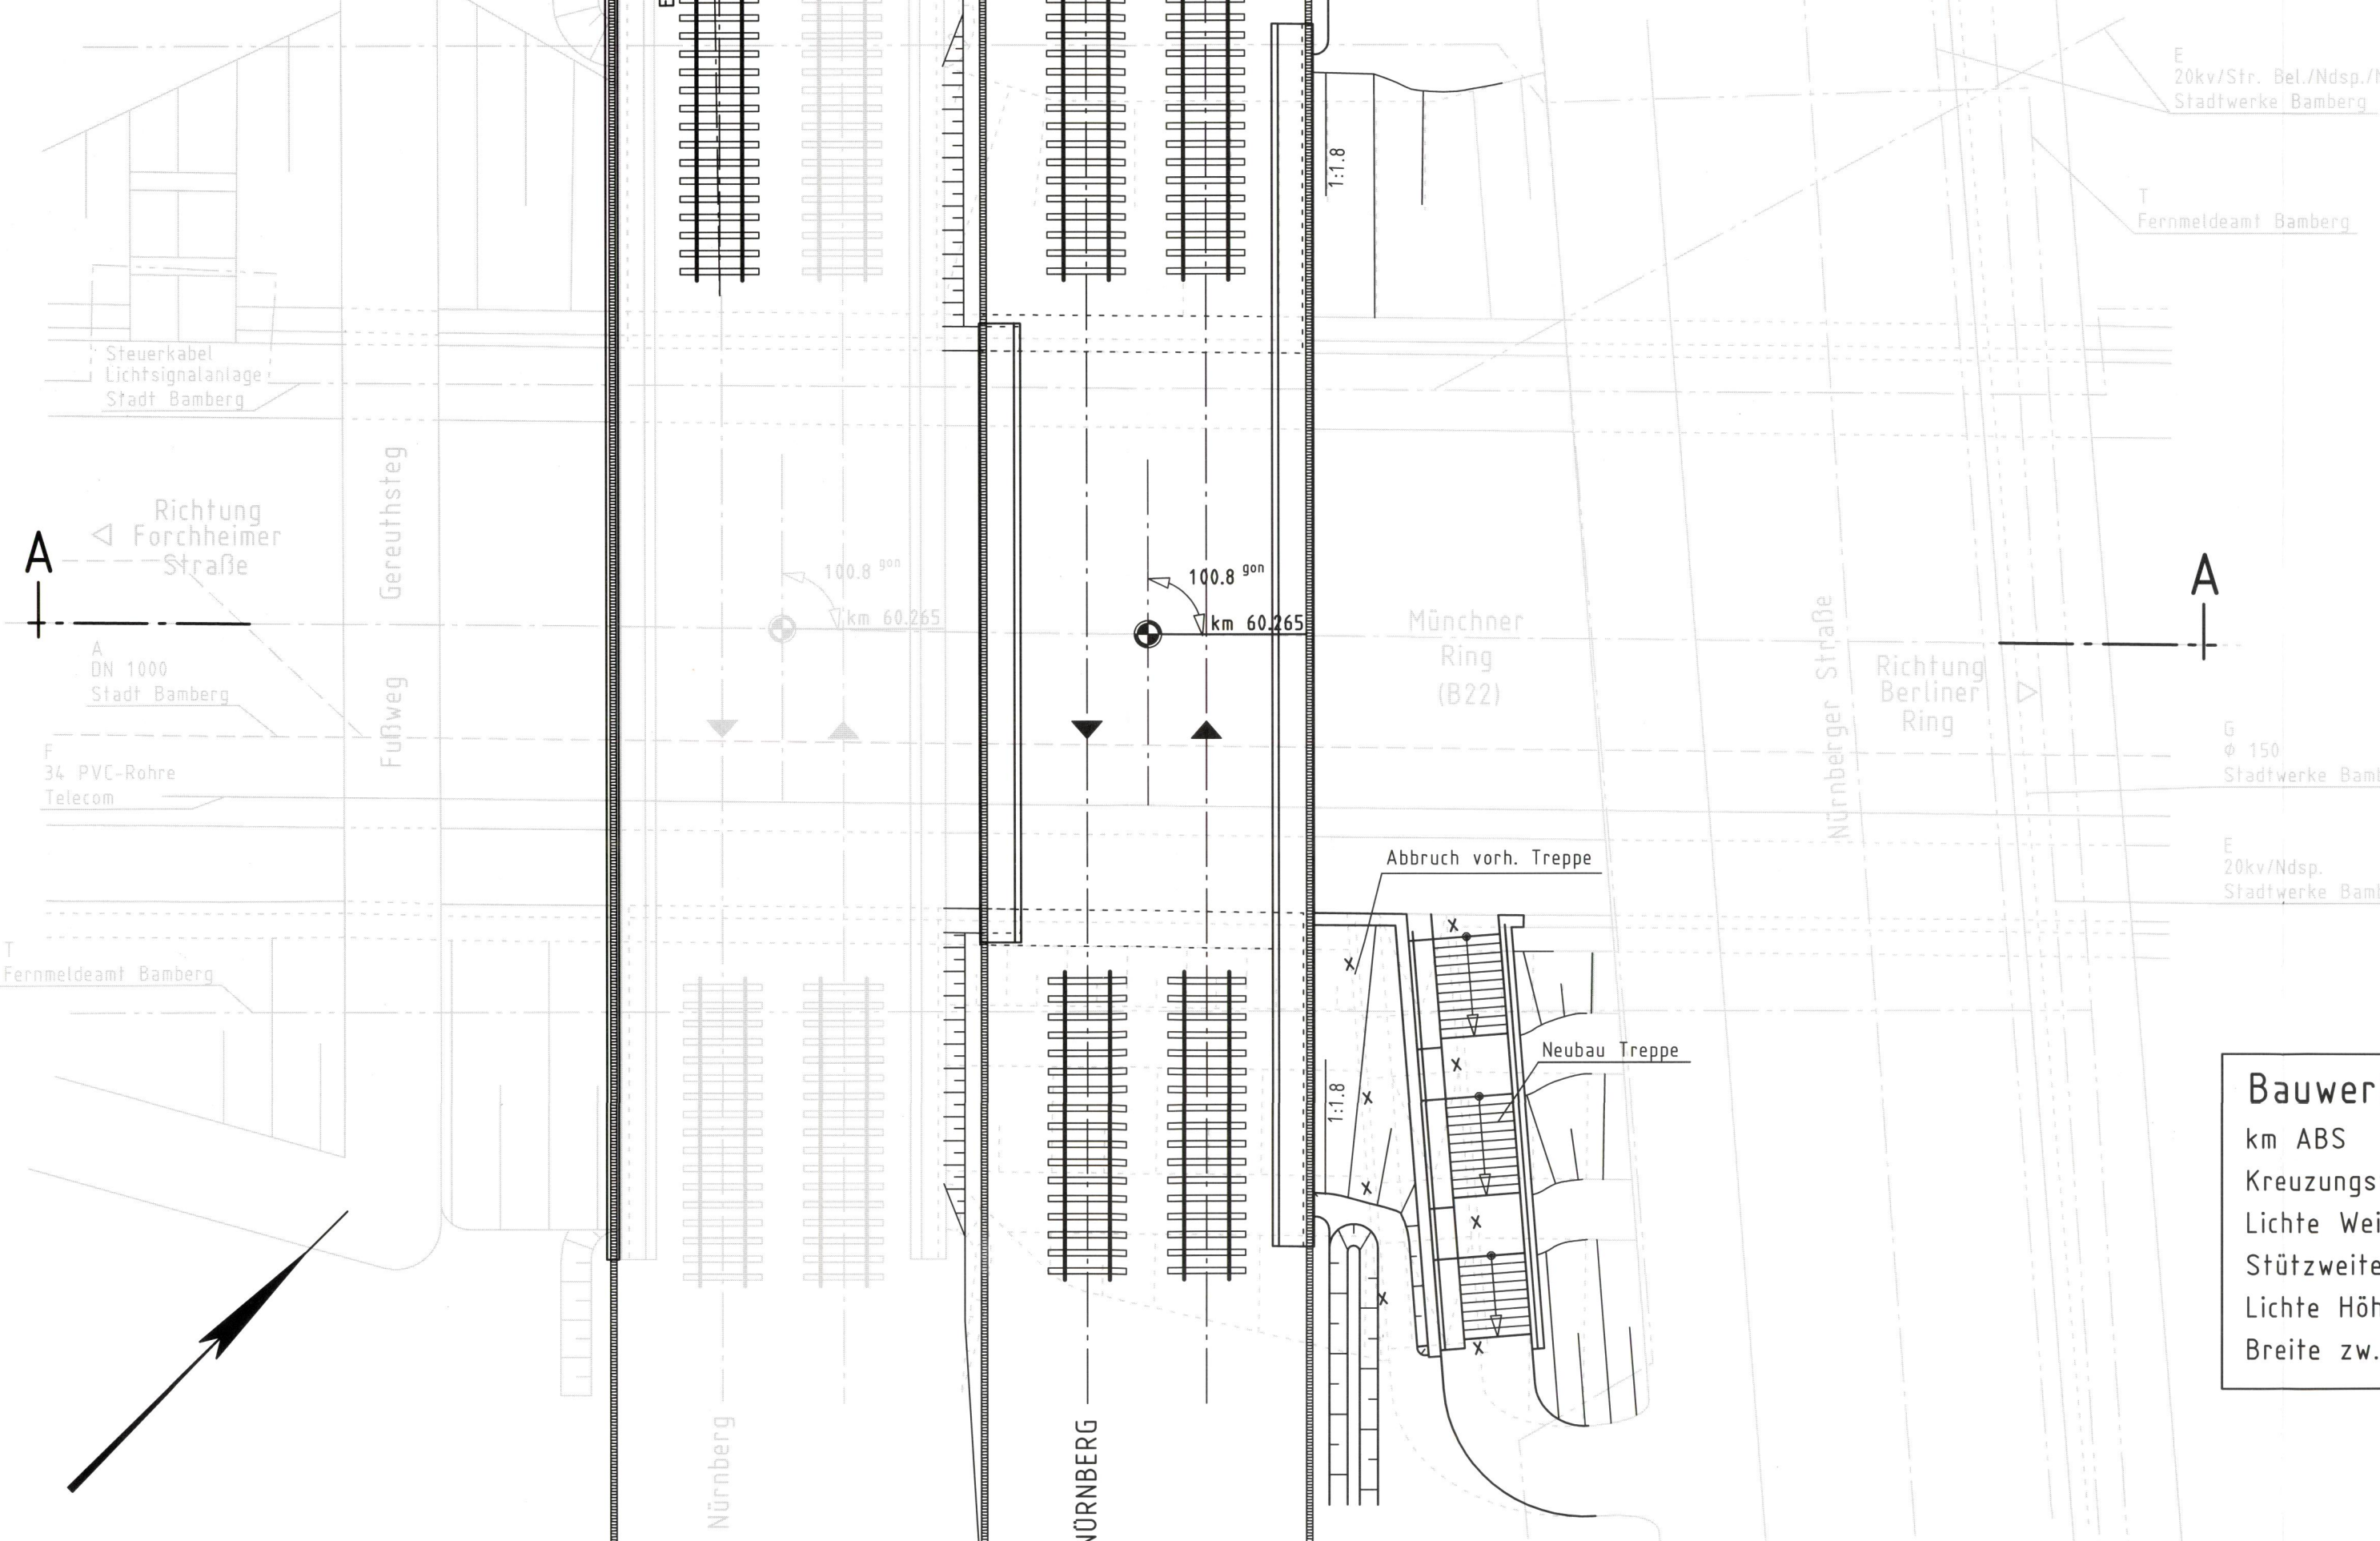 E
20kv/Str. Bel./Ndsp./
Stadtwerke Bamberg
T
Fernmeldeamt Bamberg
1:1.8
Steuerkabel
Lichtsignalanlage
Stadt Bamberg
Richtung
Forchheimer
Straße
Fußweg Gereuthsteg
A
A
100.8 gon
km 60.265
100.8 gon
km 60.265
Münchner
Ring
(B22)
Nürnberger Straße
Richtung
Berliner
Ring
A
DN 1000
Stadt Bamberg
F
34 PVC-Rohre
Telecom
G
Φ 150
Stadtwerke Bamb
E
20kv/Ndsp.
Stadtwerke Bamb
Abbruch vorh. Treppe
T
Fernmeldeamt Bamberg
Neubau Treppe
1:1.8
Bauwer
km ABS
Kreuzungs
Lichte Wei
Stützweite
Lichte Höh
Breite zw.
Nürnberg
NÜRNBERG